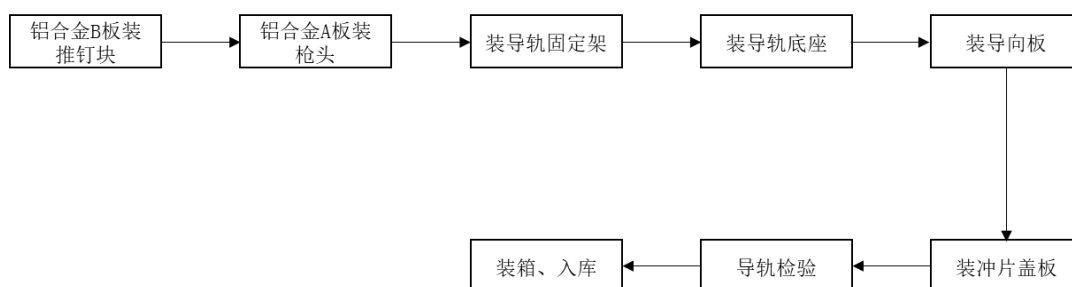 铝合金B板装
推钉块
铝合金A板装
枪头
装导轨固定架
装导轨底座
装导向板
装冲片盖板
导轨检验
装箱、入库